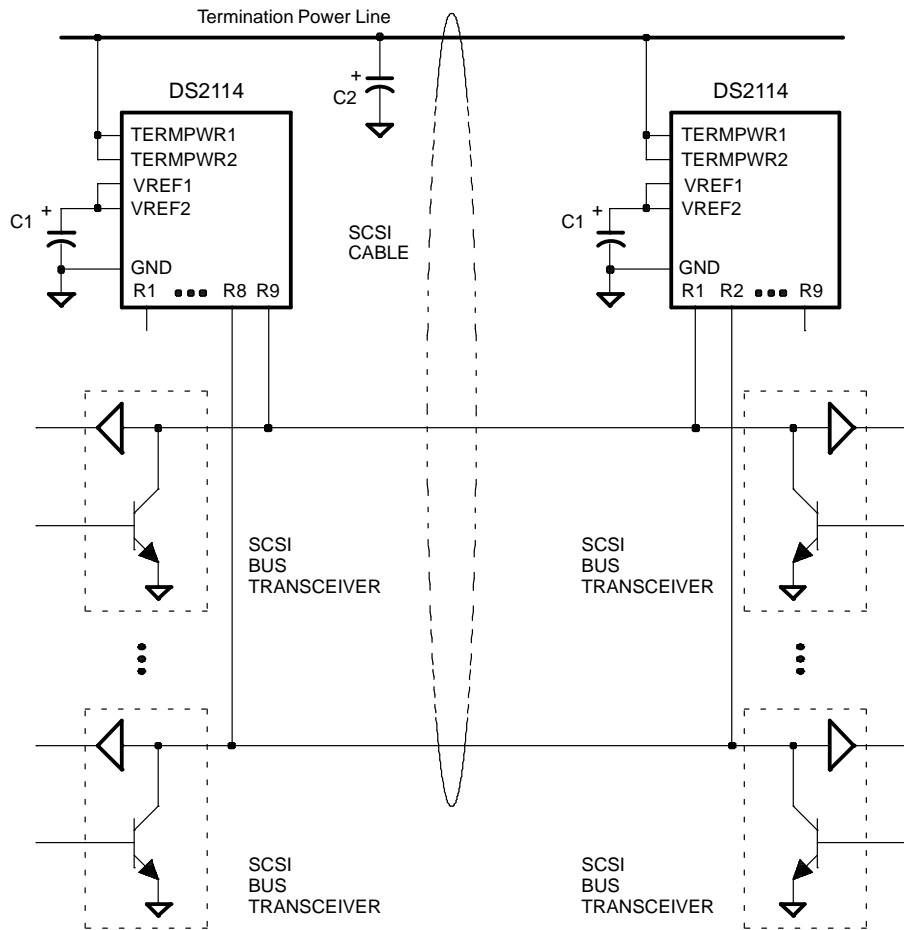 Termination Power Line
+
C2
DS2114
TERMPWR1
TERMPWR2
VREF1
VREF2
+
C1
GND
R1 R8 R9
DS2114
TERMPWR1
TERMPWR2
VREF1
VREF2
+
C1
GND
R1 R2 R9
SCSI
CABLE
SCSI
BUS
TRANSCEIVER
SCSI
BUS
TRANSCEIVER
SCSI
BUS
TRANSCEIVER
SCSI
BUS
TRANSCEIVER